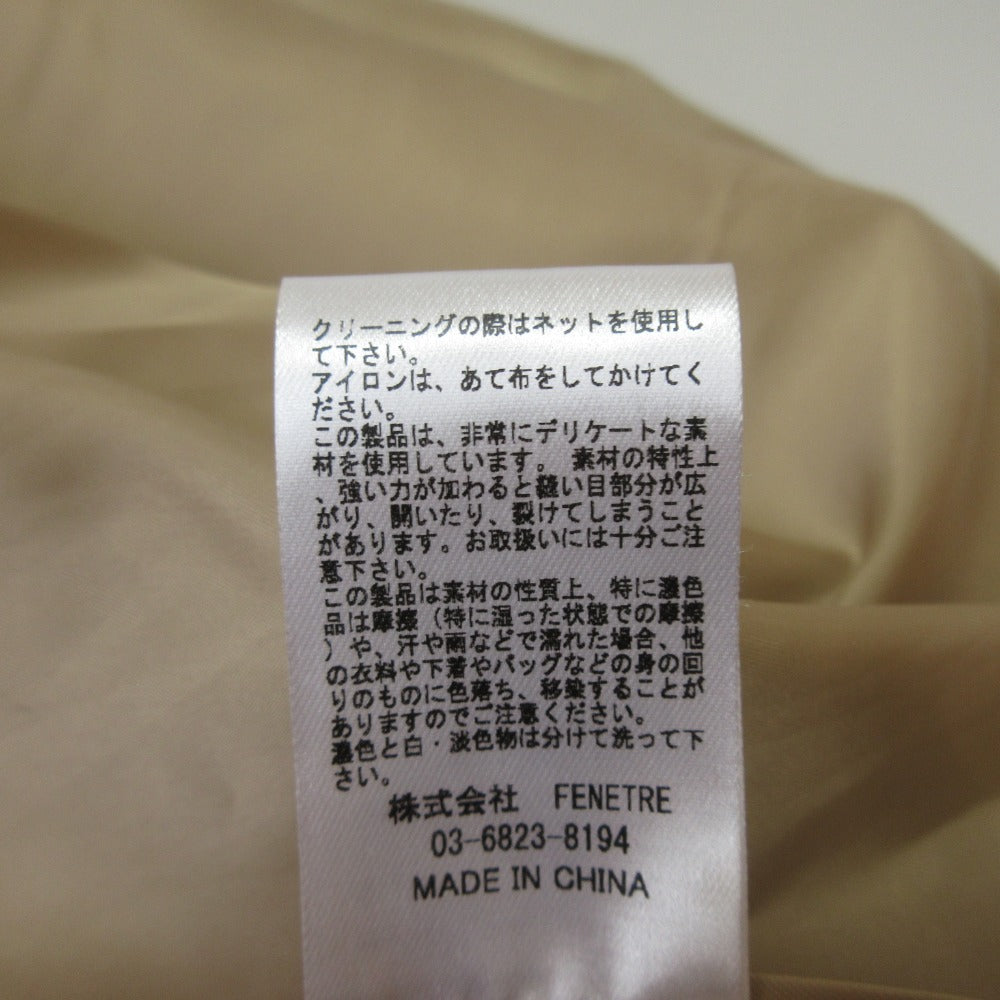 クリーニングの際はネットを使用し
て下さい。
アイロンは、あて布をしてかけてく
ださい。
この製品は、非常にデリケートな素
材を使用しています。 素材の特性上
、強い力が加わると縫い目部分が広
がり、開いたり、裂けてしまうこと
があります。お取扱いには十分ご注
意下さい。
この製品は素材の性質上、特に濃色
品は摩擦（特に湿った状態での摩擦
）や、汗や雨などで濡れた場合、他
の衣料や下着やバッグなどの身の回
りのものに色落ち、移染することが
ありますのでご注意ください。
濃色と白・淡色物は分けて洗って下
さい。
株式会社 FENETRE
03-6823-8194
MADE IN CHINA